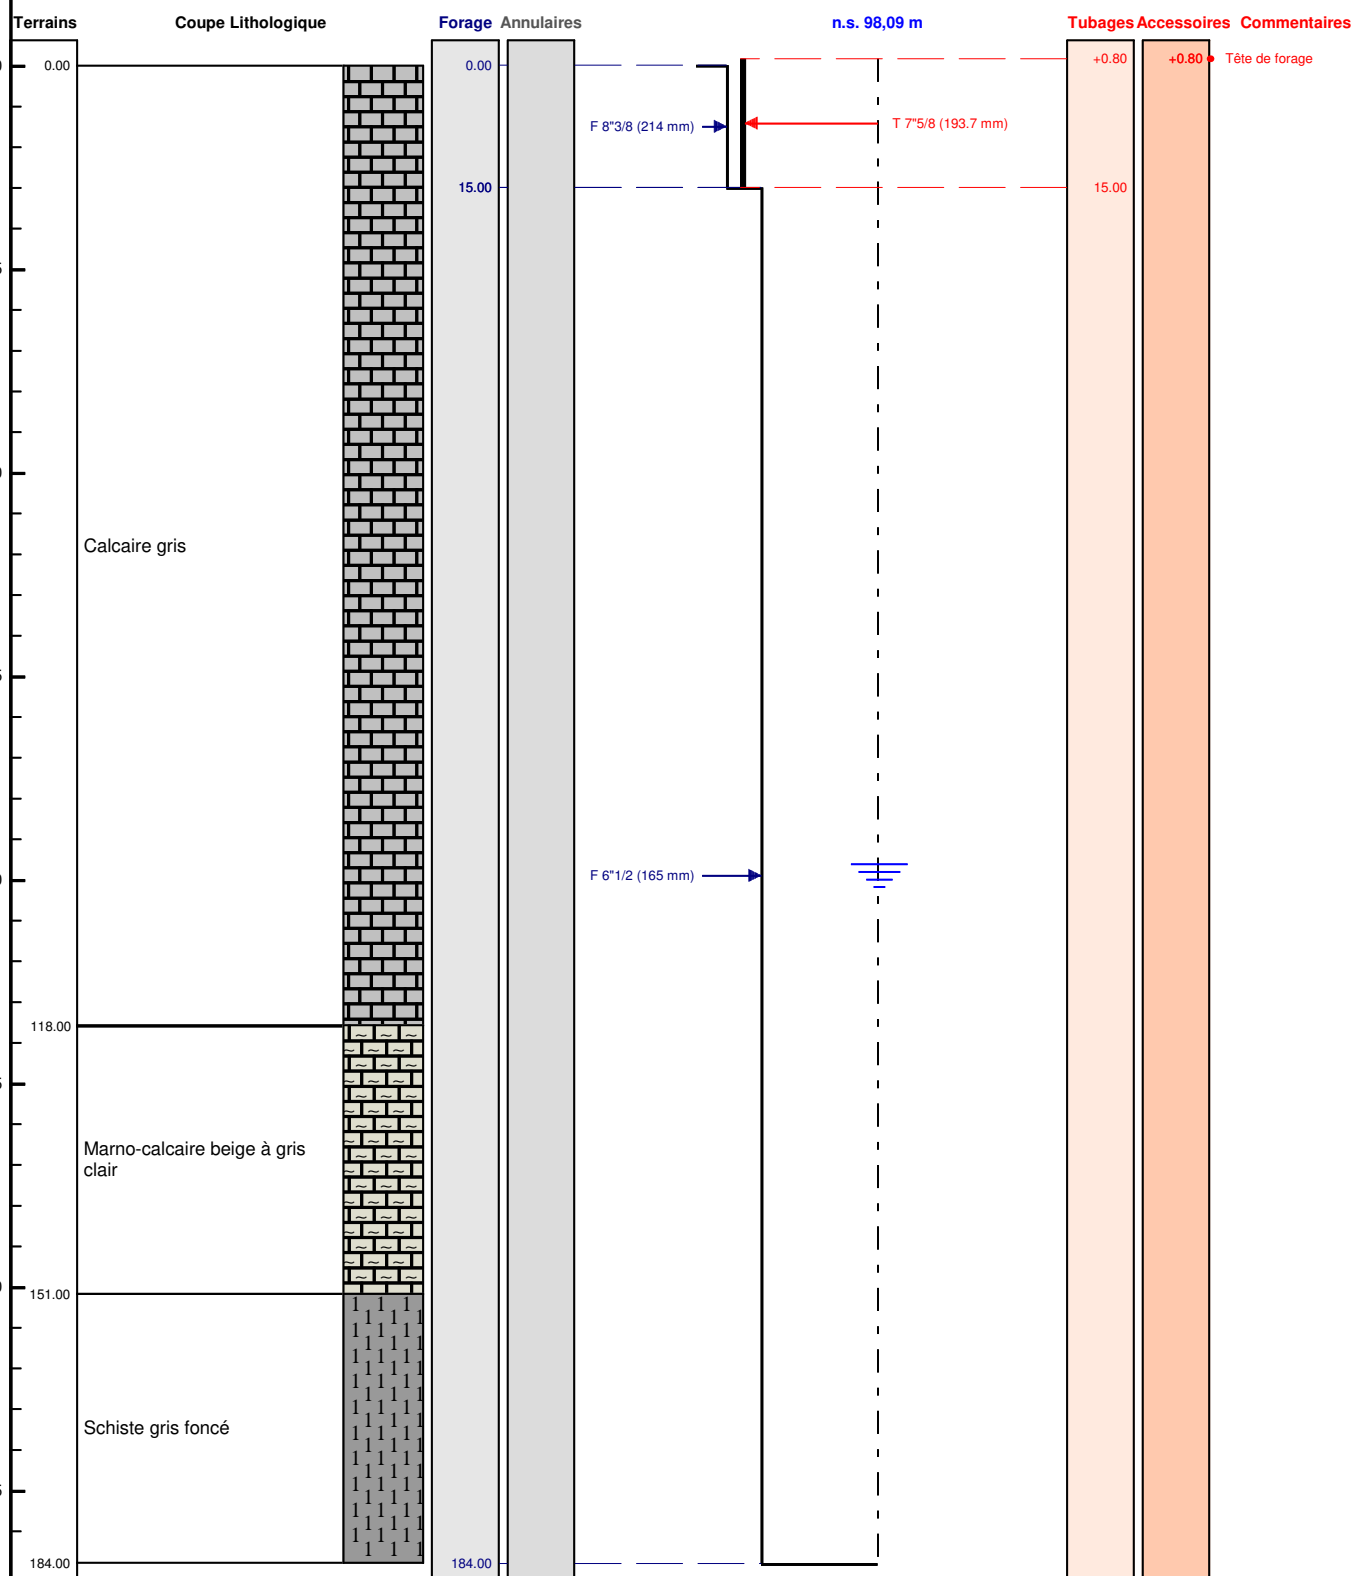 Terrains Coupe Lithologique Forage Annulaires n.s. 98,09 m Tubages Accessoires Commentaires
0.00 0.00 +0.80 +0.80 Tête de forage
F 8"3/8 (214 mm) T 7"5/8 (193.7 mm)
15.00 15.00
Calcaire gris
F 6"1/2 (165 mm)
118.00
Marno-calcaire beige à gris
clair
151.00
Schiste gris foncé
184.00 184.00